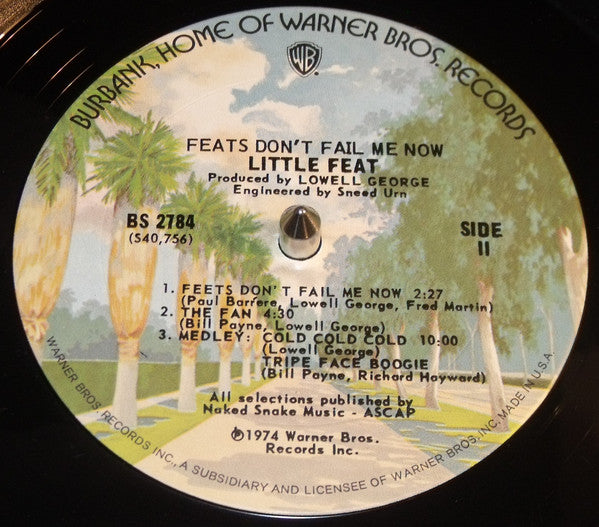 BURBANK, HOME OF WARNER BROS. RECORDS
WB
FEATS DON'T FAIL ME NOW
LITTLE FEAT
Produced by LOWELL GEORGE
Engineered by Sneed Urn
BS 2784
(S40,756)
SIDE
II
1. FEETS DON'T FAIL ME NOW 2:27
(Paul Barrere, Lowell George, Fred Martin)
2. THE FAN 4:30
(Bill Payne, Lowell George)
3. MEDLEY: COLD COLD COLD 10:00
(Lowell George)
TRIPE FACE BOOGIE
(Bill Payne, Richard Hayward)
All selections published by
Naked Snake Music - ASCAP
℗1974 Warner Bros.
Records Inc.
WARNER BROS. RECORDS INC., A SUBSIDIARY AND LICENSEE OF WARNER BROS. INC. MADE IN U.S.A.